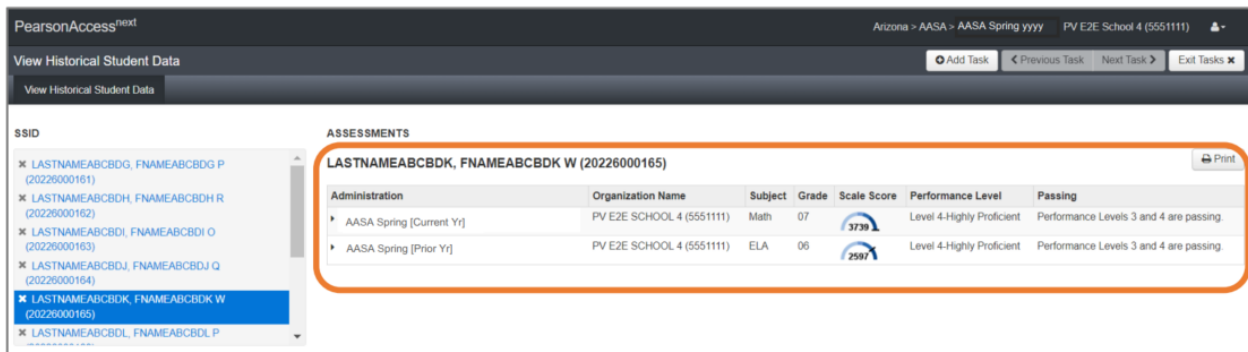 PearsonAccessnext
Arizona > AASA > AASA Spring yyyy PV E2E School 4 (5551111)
View Historical Student Data
Add Task Previous Task Next Task Exit Tasks
View Historical Student Data
SSID
LASTNAMEABCBDG, FNAMEABCBDG P
(20226000161)
LASTNAMEABCBDH, FNAMEABCBDH R
(20226000162)
LASTNAMEABCBDI, FNAMEABCBDI O
(20226000163)
LASTNAMEABCBDJ, FNAMEABCBDJ Q
(20226000164)
LASTNAMEABCBDK, FNAMEABCBDK W
(20226000165)
LASTNAMEABCBDL, FNAMEABCBDL P
ASSESSMENTS
LASTNAMEABCBDK, FNAMEABCBDK W (20226000165)
Print
Administration Organization Name Subject Grade Scale Score Performance Level Passing
AASA Spring [Current Yr] PV E2E SCHOOL 4 (5551111) Math 07 3739 Level 4-Highly Proficient Performance Levels 3 and 4 are passing.
AASA Spring [Prior Yr] PV E2E SCHOOL 4 (5551111) ELA 06 2597 Level 4-Highly Proficient Performance Levels 3 and 4 are passing.